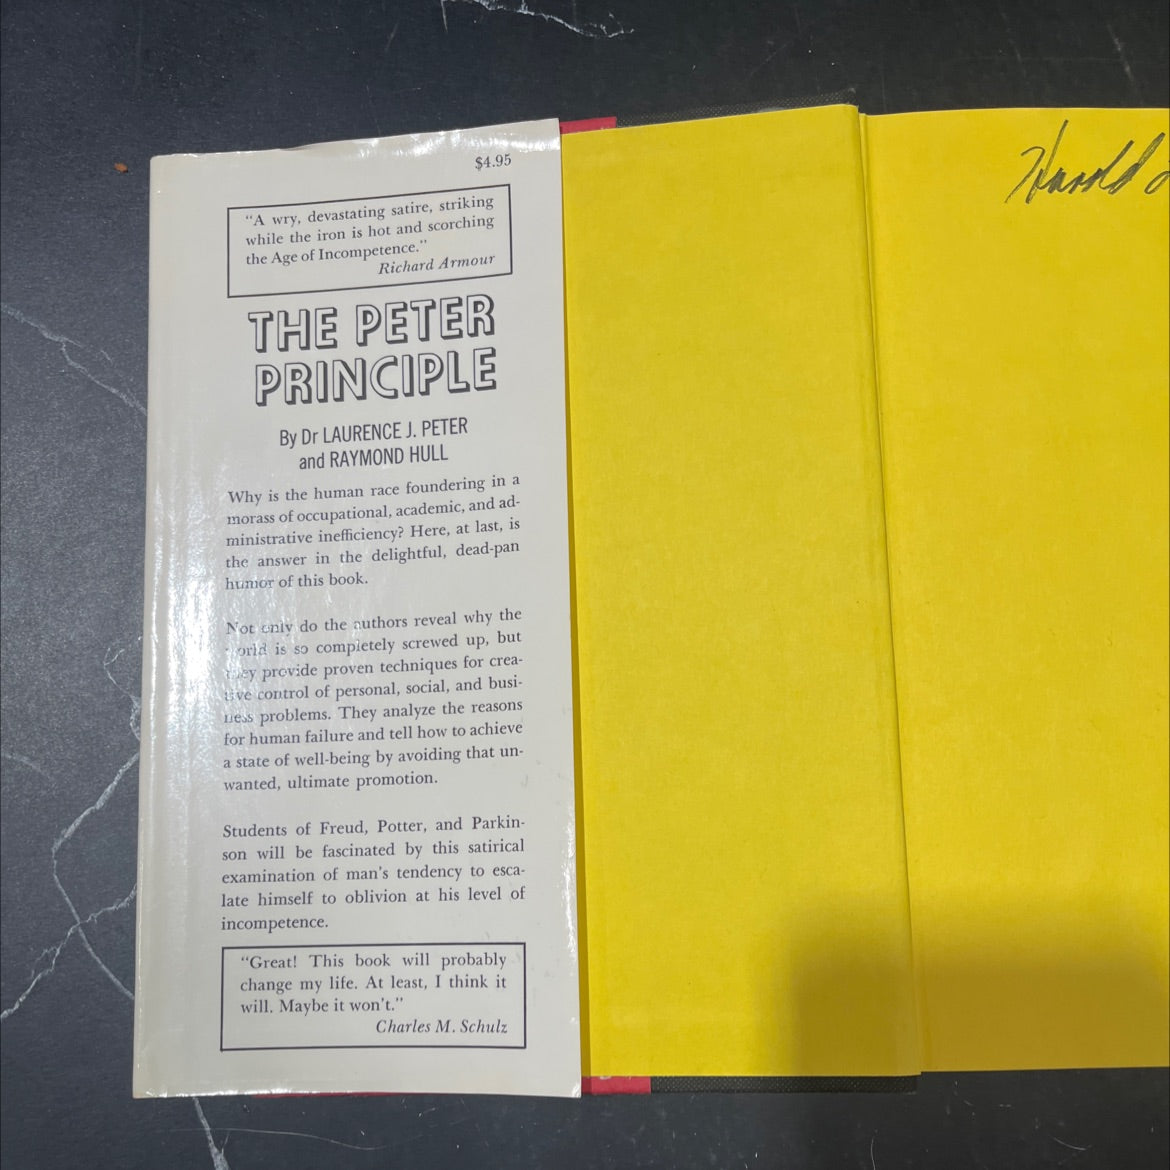 $4.95
"A wry, devastating satire, striking
while the iron is hot and scorching
the Age of Incompetence."
Richard Armour
THE PETER
PRINCIPLE
By Dr LAURENCE J. PETER
and RAYMOND HULL
Why is the human race foundering in a
morass of occupational, academic, and ad-
ministrative inefficiency? Here, at last, is
the answer in the delightful, dead-pan
humor of this book.
Not only do the authors reveal why the
world is so completely screwed up, but
they provide proven techniques for crea-
tive control of personal, social, and busi-
ness problems. They analyze the reasons
for human failure and tell how to achieve
a state of well-being by avoiding that un-
wanted, ultimate promotion.
Students of Freud, Potter, and Parkin-
son will be fascinated by this satirical
examination of man's tendency to esca-
late himself to oblivion at his level of
incompetence.
"Great! This book will probably
change my life. At least, I think it
will. Maybe it won't."
Charles M. Schulz
Harold